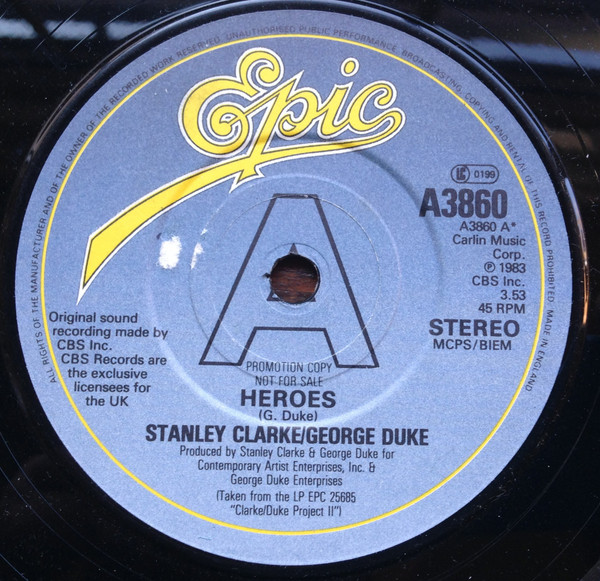 ALL RIGHTS OF THE MANUFACTURER AND OF THE OWNER OF THE RECORDED WORK RESERVED. UNAUTHORISED PUBLIC PERFORMANCE, BROADCASTING, COPYING AND RENTAL OF THIS RECORD PROHIBITED. MADE IN ENGLAND
Epic
LC 0199
A3860
A3860 A*
Carlin Music
Corp.
℗ 1983
CBS Inc.
3.53
45 RPM
STEREO
MCPS/BIEM
Original sound
recording made by
CBS Inc.
CBS Records are
the exclusive
licensees for
the UK
A
PROMOTION COPY
NOT FOR SALE
HEROES
(G. Duke)
STANLEY CLARKE/GEORGE DUKE
Produced by Stanley Clarke & George Duke for
Contemporary Artist Enterprises, Inc. &
George Duke Enterprises
(Taken from the LP EPC 25685
"Clarke/Duke Project II")